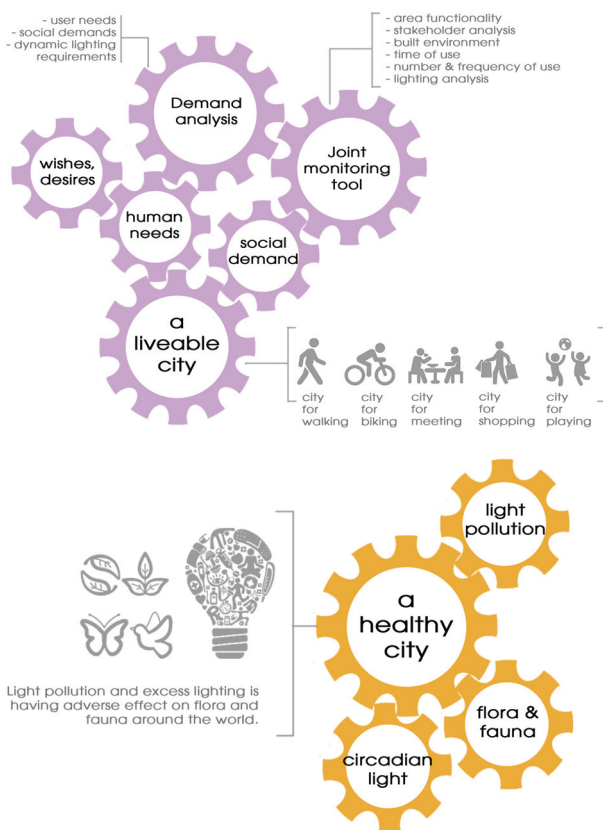 - user needs
- social demands
- dynamic lighting
requirements
- area functionality
- stakeholder analysis
- built environment
- time of use
- number & frequency of use
- lighting analysis
Demand
analysis
Joint
monitoring
tool
wishes,
desires
human
needs
social
demand
a
liveable
city
city
for
walking
city
for
biking
city
for
meeting
city
for
shopping
city
for
playing
light
pollution
a
healthy
city
Light pollution and excess lighting is
having adverse effect on flora and
fauna around the world.
flora &
fauna
circadian
light